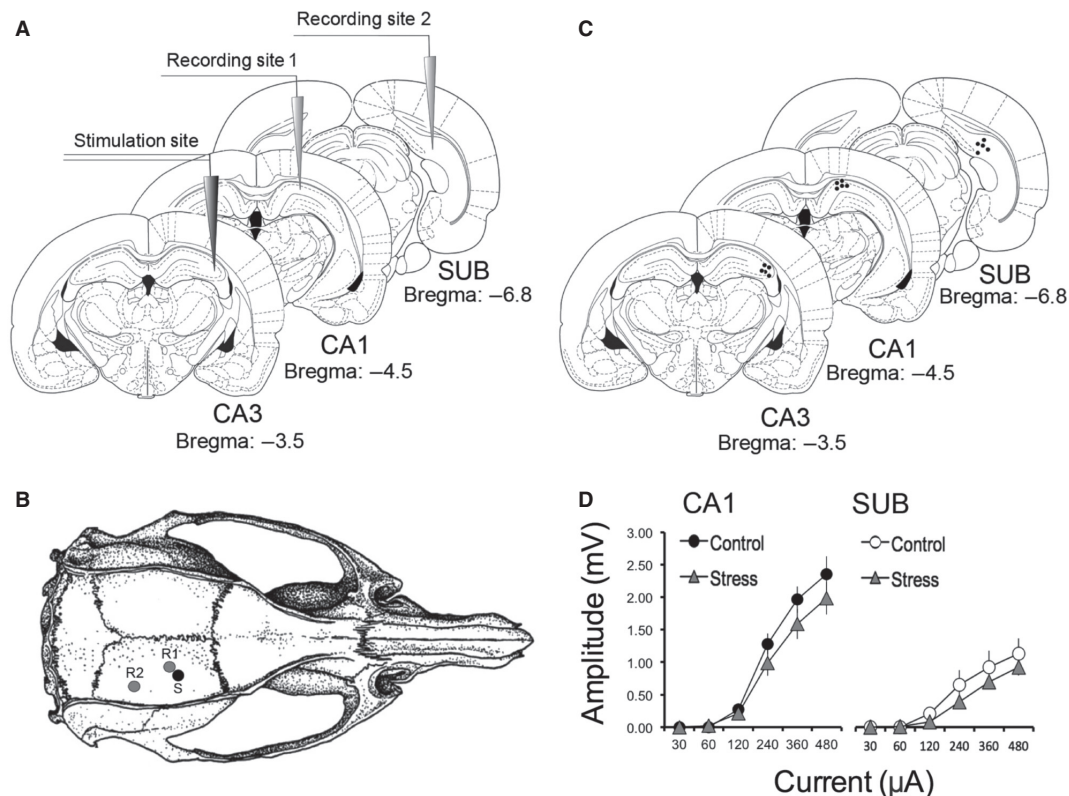 A
Recording site 2
Recording site 1
Stimulation site
SUB
Bregma: –6.8
CA1
Bregma: –4.5
CA3
Bregma: –3.5
C
SUB
Bregma: –6.8
CA1
Bregma: –4.5
CA3
Bregma: –3.5
B
R1
R2
S
D
CA1 SUB
Amplitude (mV)
3.00
2.50
2.00
1.50
1.00
0.50
0.00
Control
Stress
Control
Stress
30 60 120 240 360 480
30 60 120 240 360 480
Current (µA)